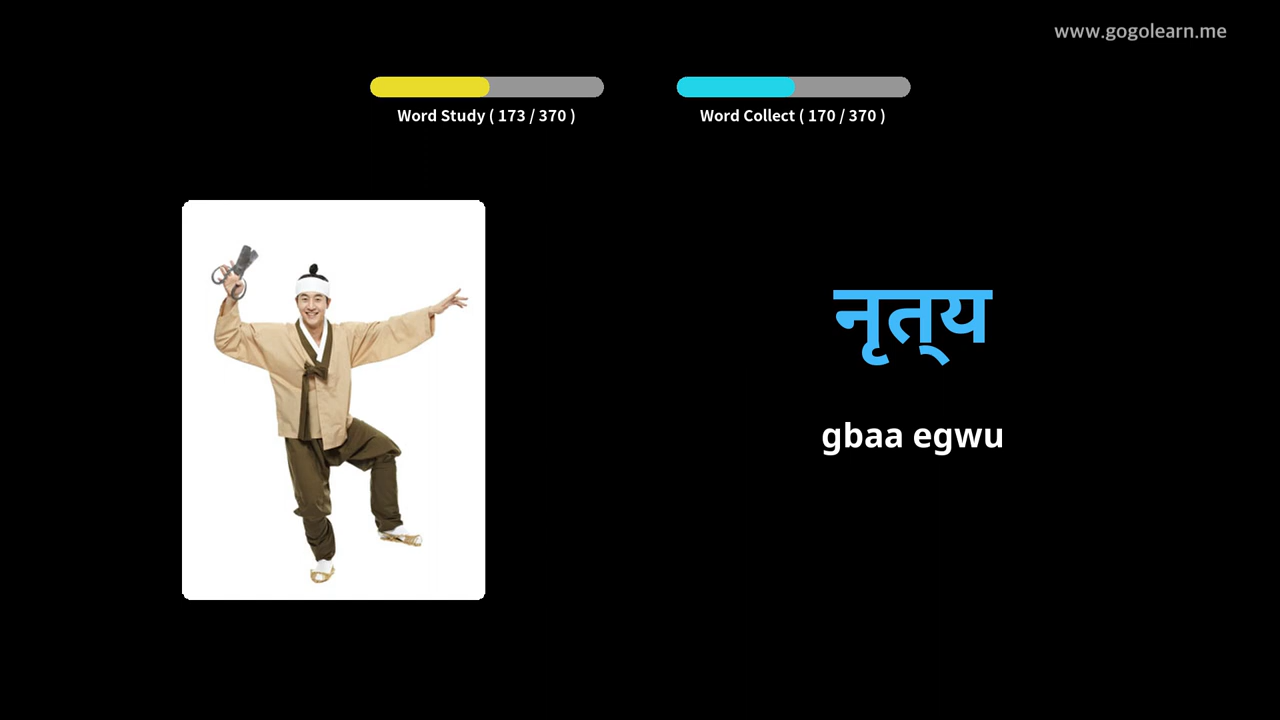 www.gogolearn.me
Word Study ( 173 / 370 )
Word Collect ( 170 / 370 )
नृत्‌य
gbaa egwu